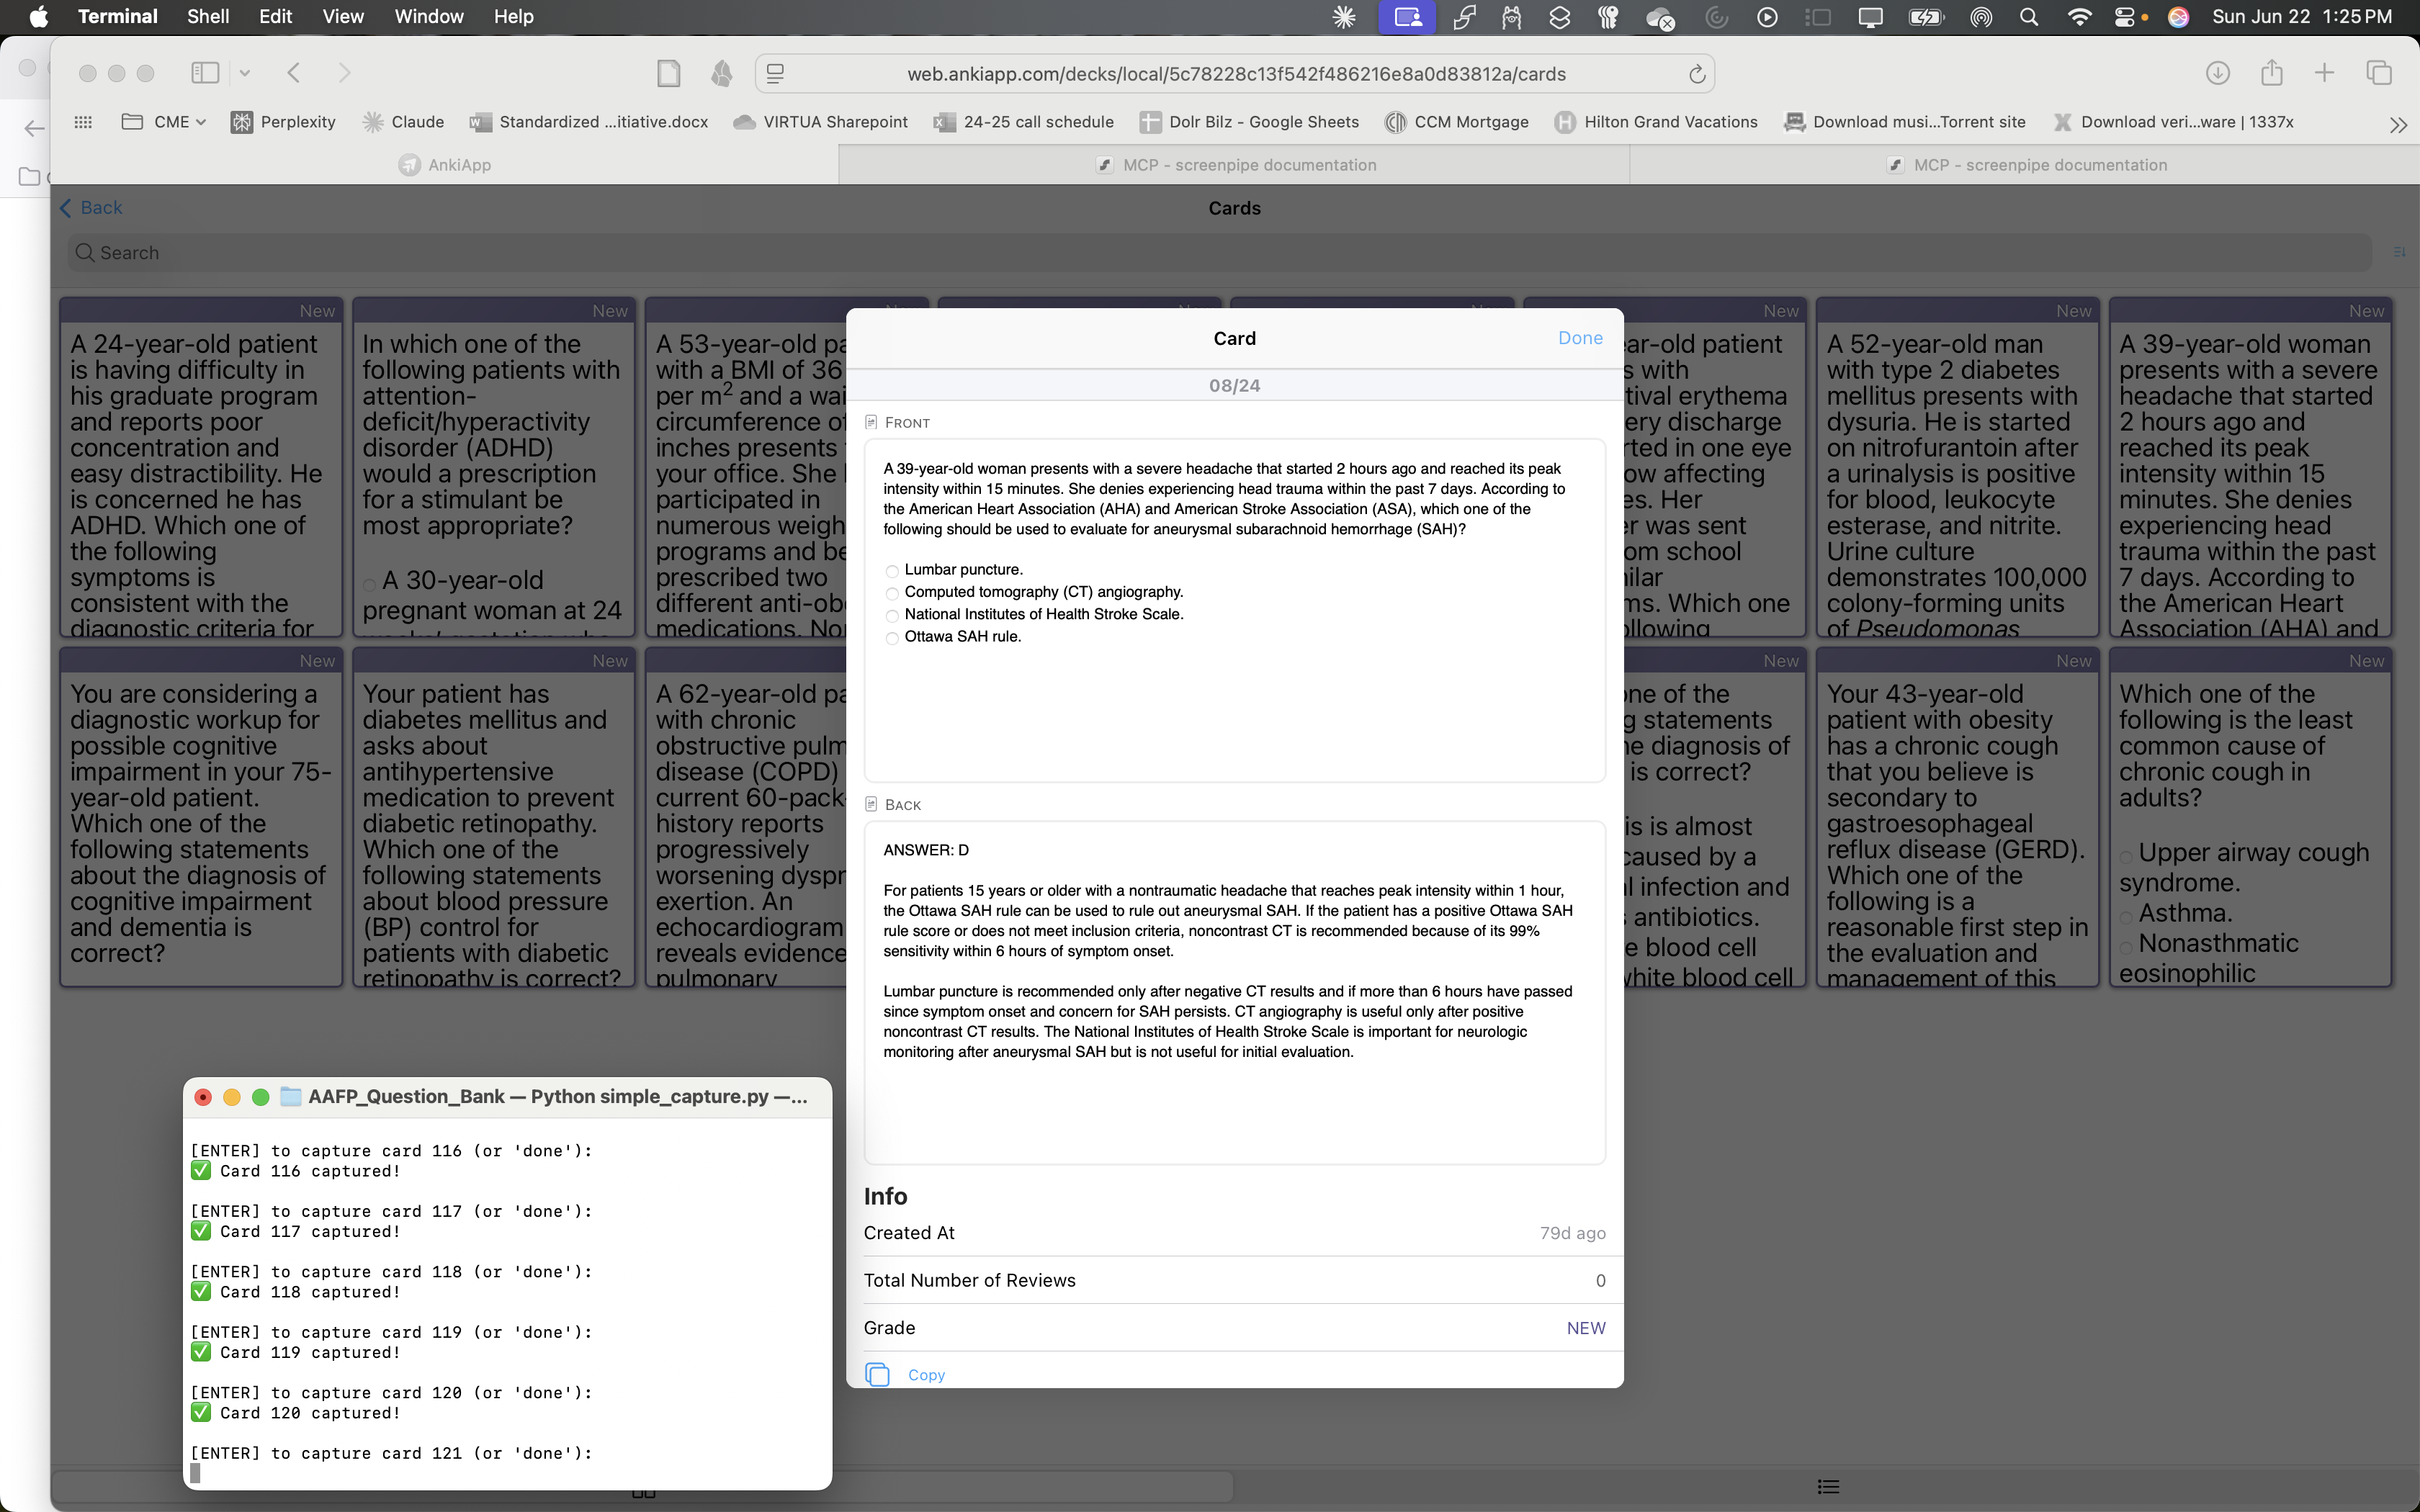 Terminal Shell Edit View Window Help Sun Jun 22 1:25 PM
web.ankiapp.com/decks/local/5c78228c13f542f486216e8a0d83812a/cards
CME Perplexity Claude Standardized ...itiative.docx VIRTUA Sharepoint 24-25 call schedule Dolr Bilz - Google Sheets CCM Mortgage Hilton Grand Vacations Download musi...Torrent site Download veri...ware | 1337x
AnkiApp MCP - screenpipe documentation MCP - screenpipe documentation
Back Cards
Search
New
A 24-year-old patient
is having difficulty in
his graduate program
and reports poor
concentration and
easy distractibility. He
is concerned he has
ADHD. Which one of
the following
symptoms is
consistent with the
diagnostic criteria for
New
In which one of the
following patients with
attention-
deficit/hyperactivity
disorder (ADHD)
would a prescription
for a stimulant be
most appropriate?
A 30-year-old
pregnant woman at 24
A 53-year-old pa
with a BMI of 36
per m² and a wai
circumference of
inches presents
your office. She
participated in
numerous weigh
programs and be
prescribed two
different anti-ob
medications. No
Card
Done
08/24
FRONT
A 39-year-old woman presents with a severe headache that started 2 hours ago and reached its peak
intensity within 15 minutes. She denies experiencing head trauma within the past 7 days. According to
the American Heart Association (AHA) and American Stroke Association (ASA), which one of the
following should be used to evaluate for aneurysmal subarachnoid hemorrhage (SAH)?
Lumbar puncture.
Computed tomography (CT) angiography.
National Institutes of Health Stroke Scale.
Ottawa SAH rule.
BACK
ANSWER: D
For patients 15 years or older with a nontraumatic headache that reaches peak intensity within 1 hour,
the Ottawa SAH rule can be used to rule out aneurysmal SAH. If the patient has a positive Ottawa SAH
rule score or does not meet inclusion criteria, noncontrast CT is recommended because of its 99%
sensitivity within 6 hours of symptom onset.
Lumbar puncture is recommended only after negative CT results and if more than 6 hours have passed
since symptom onset and concern for SAH persists. CT angiography is useful only after positive
noncontrast CT results. The National Institutes of Health Stroke Scale is important for neurologic
monitoring after aneurysmal SAH but is not useful for initial evaluation.
Info
Created At 79d ago
Total Number of Reviews 0
Grade NEW
Copy
New
ar-old patient
s with
tival erythema
ery discharge
rted in one eye
ow affecting
es. Her
r was sent
om school
ilar
ms. Which one
llowing
New
A 52-year-old man
with type 2 diabetes
mellitus presents with
dysuria. He is started
on nitrofurantoin after
a urinalysis is positive
for blood, leukocyte
esterase, and nitrite.
Urine culture
demonstrates 100,000
colony-forming units
of Pseudomonas
New
A 39-year-old woman
presents with a severe
headache that started
2 hours ago and
reached its peak
intensity within 15
minutes. She denies
experiencing head
trauma within the past
7 days. According to
the American Heart
Association (AHA) and
New
You are considering a
diagnostic workup for
possible cognitive
impairment in your 75-
year-old patient.
Which one of the
following statements
about the diagnosis of
cognitive impairment
and dementia is
correct?
New
Your patient has
diabetes mellitus and
asks about
antihypertensive
medication to prevent
diabetic retinopathy.
Which one of the
following statements
about blood pressure
(BP) control for
patients with diabetic
retinopathy is correct?
A 62-year-old pa
with chronic
obstructive pulm
disease (COPD)
current 60-pack-
history reports
progressively
worsening dyspr
exertion. An
echocardiogram
reveals evidence
pulmonary
New
one of the
g statements
he diagnosis of
is correct?
is is almost
caused by a
l infection and
antibiotics.
e blood cell
white blood cell
New
Your 43-year-old
patient with obesity
has a chronic cough
that you believe is
secondary to
gastroesophageal
reflux disease (GERD).
Which one of the
following is a
reasonable first step in
the evaluation and
management of this
New
Which one of the
following is the least
common cause of
chronic cough in
adults?
Upper airway cough
syndrome.
Asthma.
Nonasthmatic
eosinophilic
AAFP_Question_Bank — Python simple_capture.py —...
[ENTER] to capture card 116 (or 'done'):
✅ Card 116 captured!
[ENTER] to capture card 117 (or 'done'):
✅ Card 117 captured!
[ENTER] to capture card 118 (or 'done'):
✅ Card 118 captured!
[ENTER] to capture card 119 (or 'done'):
✅ Card 119 captured!
[ENTER] to capture card 120 (or 'done'):
✅ Card 120 captured!
[ENTER] to capture card 121 (or 'done'):